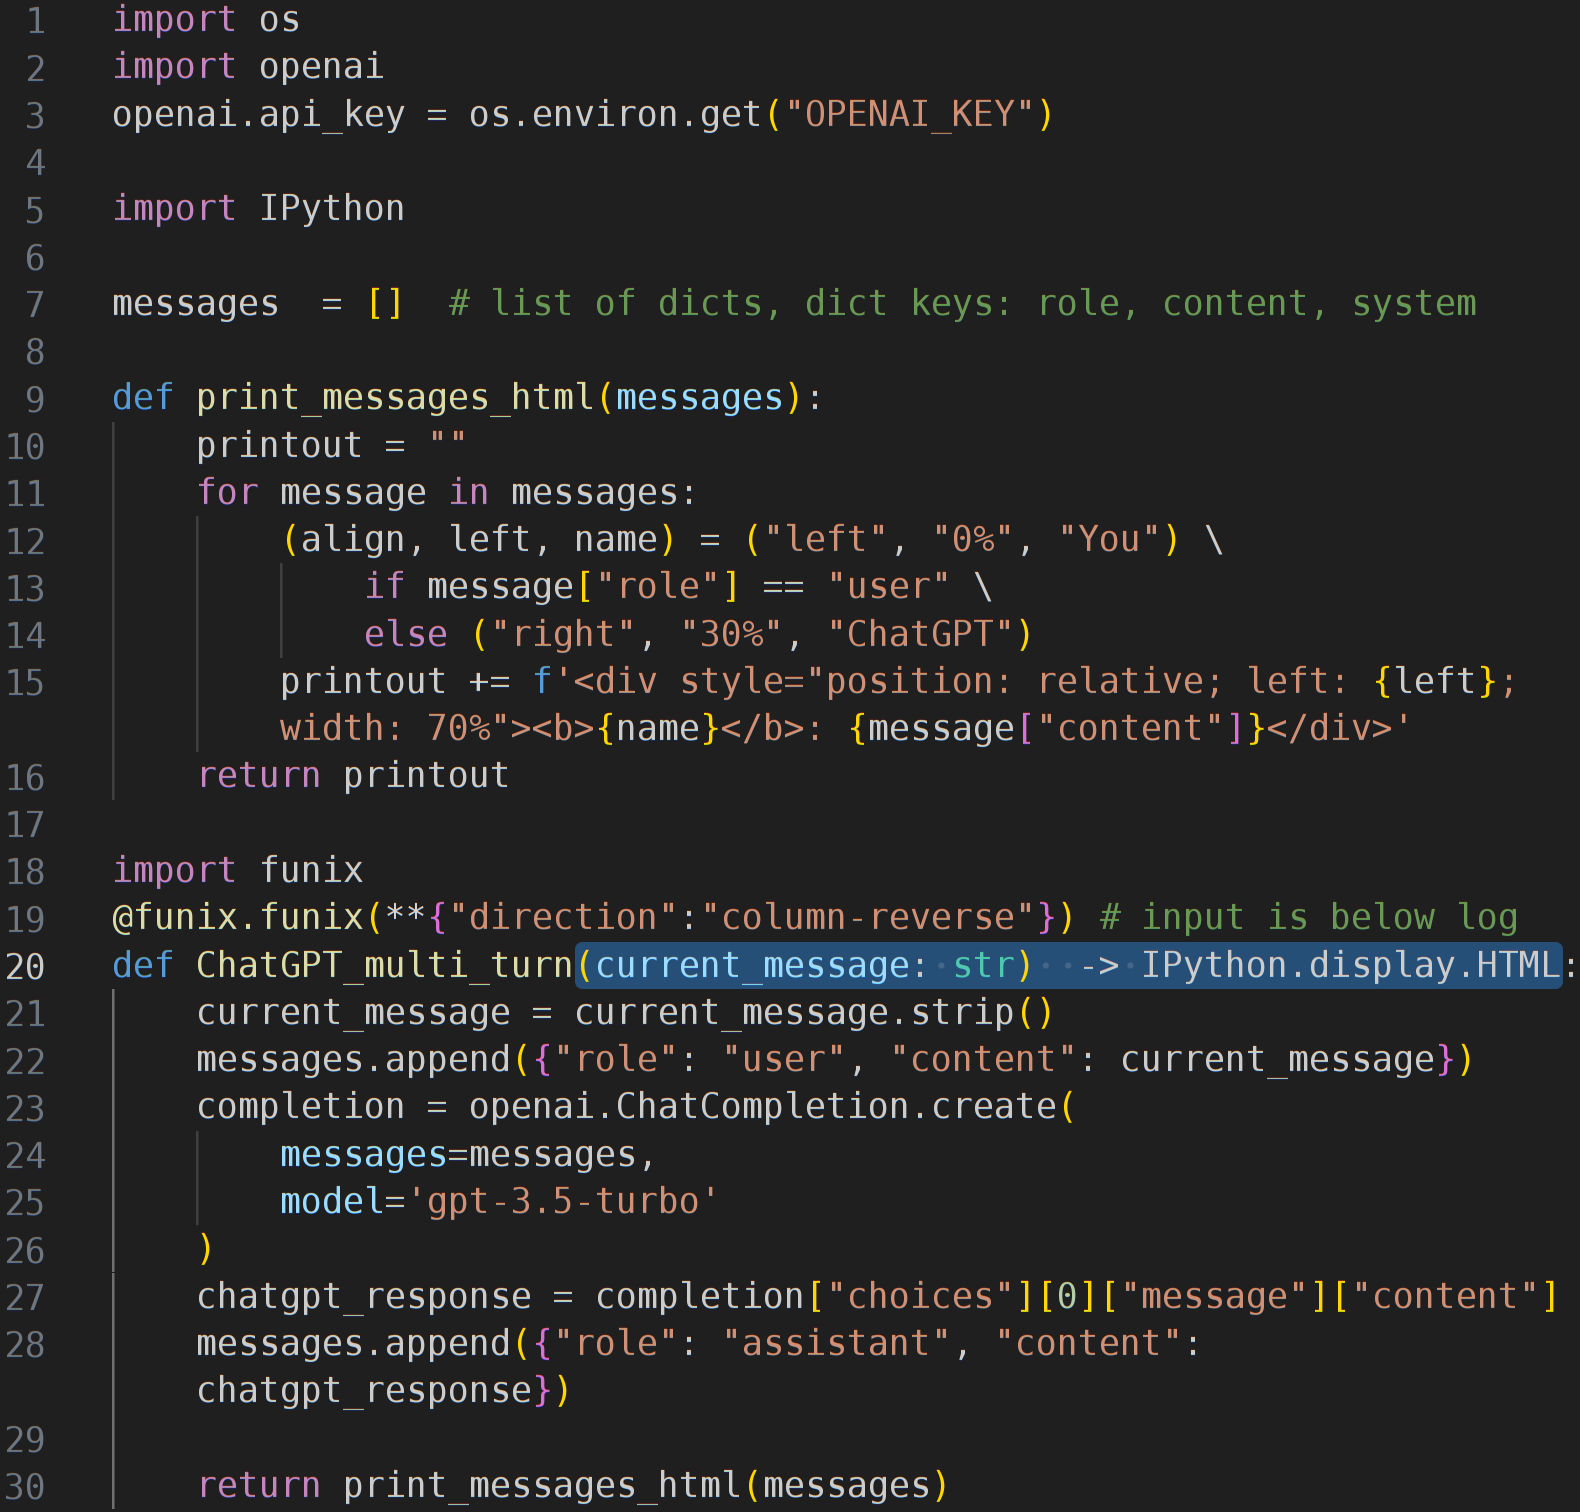 1 import os
2 import openai
3 openai.api_key = os.environ.get("OPENAI_KEY")
4
5 import IPython
6
7 messages  = []  # list of dicts, dict keys: role, content, system
8
9 def print_messages_html(messages):
10     printout = ""
11     for message in messages:
12         (align, left, name) = ("left", "0%", "You") \
13             if message["role"] == "user" \
14             else ("right", "30%", "ChatGPT")
15         printout += f'<div style="position: relative; left: {left};
        width: 70%"><b>{name}</b>: {message["content"]}</div>'
16     return printout
17
18 import funix
19 @funix.funix(**{"direction":"column-reverse"}) # input is below log
20 def ChatGPT_multi_turn(current_message: str)  -> IPython.display.HTML:
21     current_message = current_message.strip()
22     messages.append({"role": "user", "content": current_message})
23     completion = openai.ChatCompletion.create(
24         messages=messages,
25         model='gpt-3.5-turbo'
26     )
27     chatgpt_response = completion["choices"][0]["message"]["content"]
28     messages.append({"role": "assistant", "content":
    chatgpt_response})
29
30     return print_messages_html(messages)